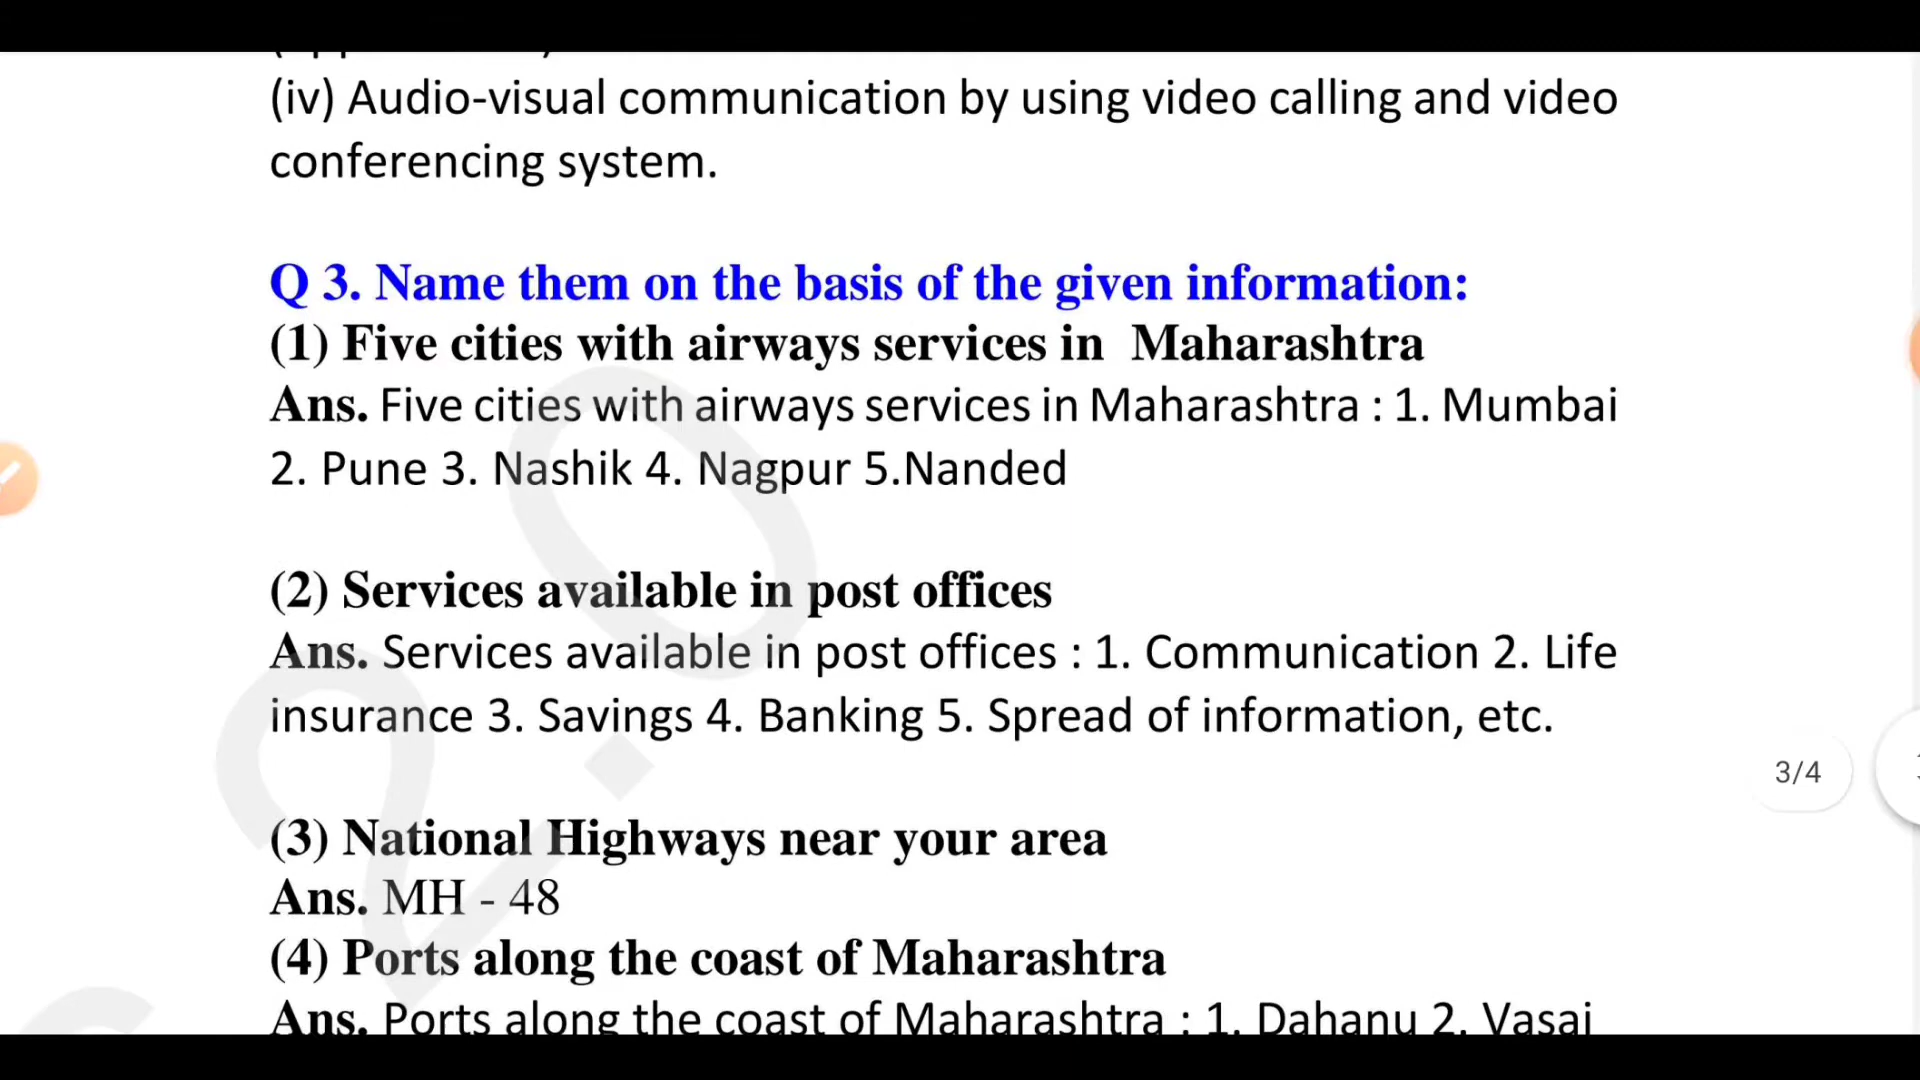 (iv) Audio-visual communication by using video calling and video
conferencing system.
Q 3. Name them on the basis of the given information:
(1) Five cities with airways services in Maharashtra
Ans. Five cities with airways services in Maharashtra : 1. Mumbai
2. Pune 3. Nashik 4. Nagpur 5.Nanded
(2) Services available in post offices
Ans. Services available in post offices : 1. Communication 2. Life
insurance 3. Savings 4. Banking 5. Spread of information, etc.
3/4
(3) National Highways near your area
Ans. MH - 48
(4) Ports along the coast of Maharashtra
Ans. Ports along the coast of Maharashtra : 1. Dahanu 2. Vasai
2.0